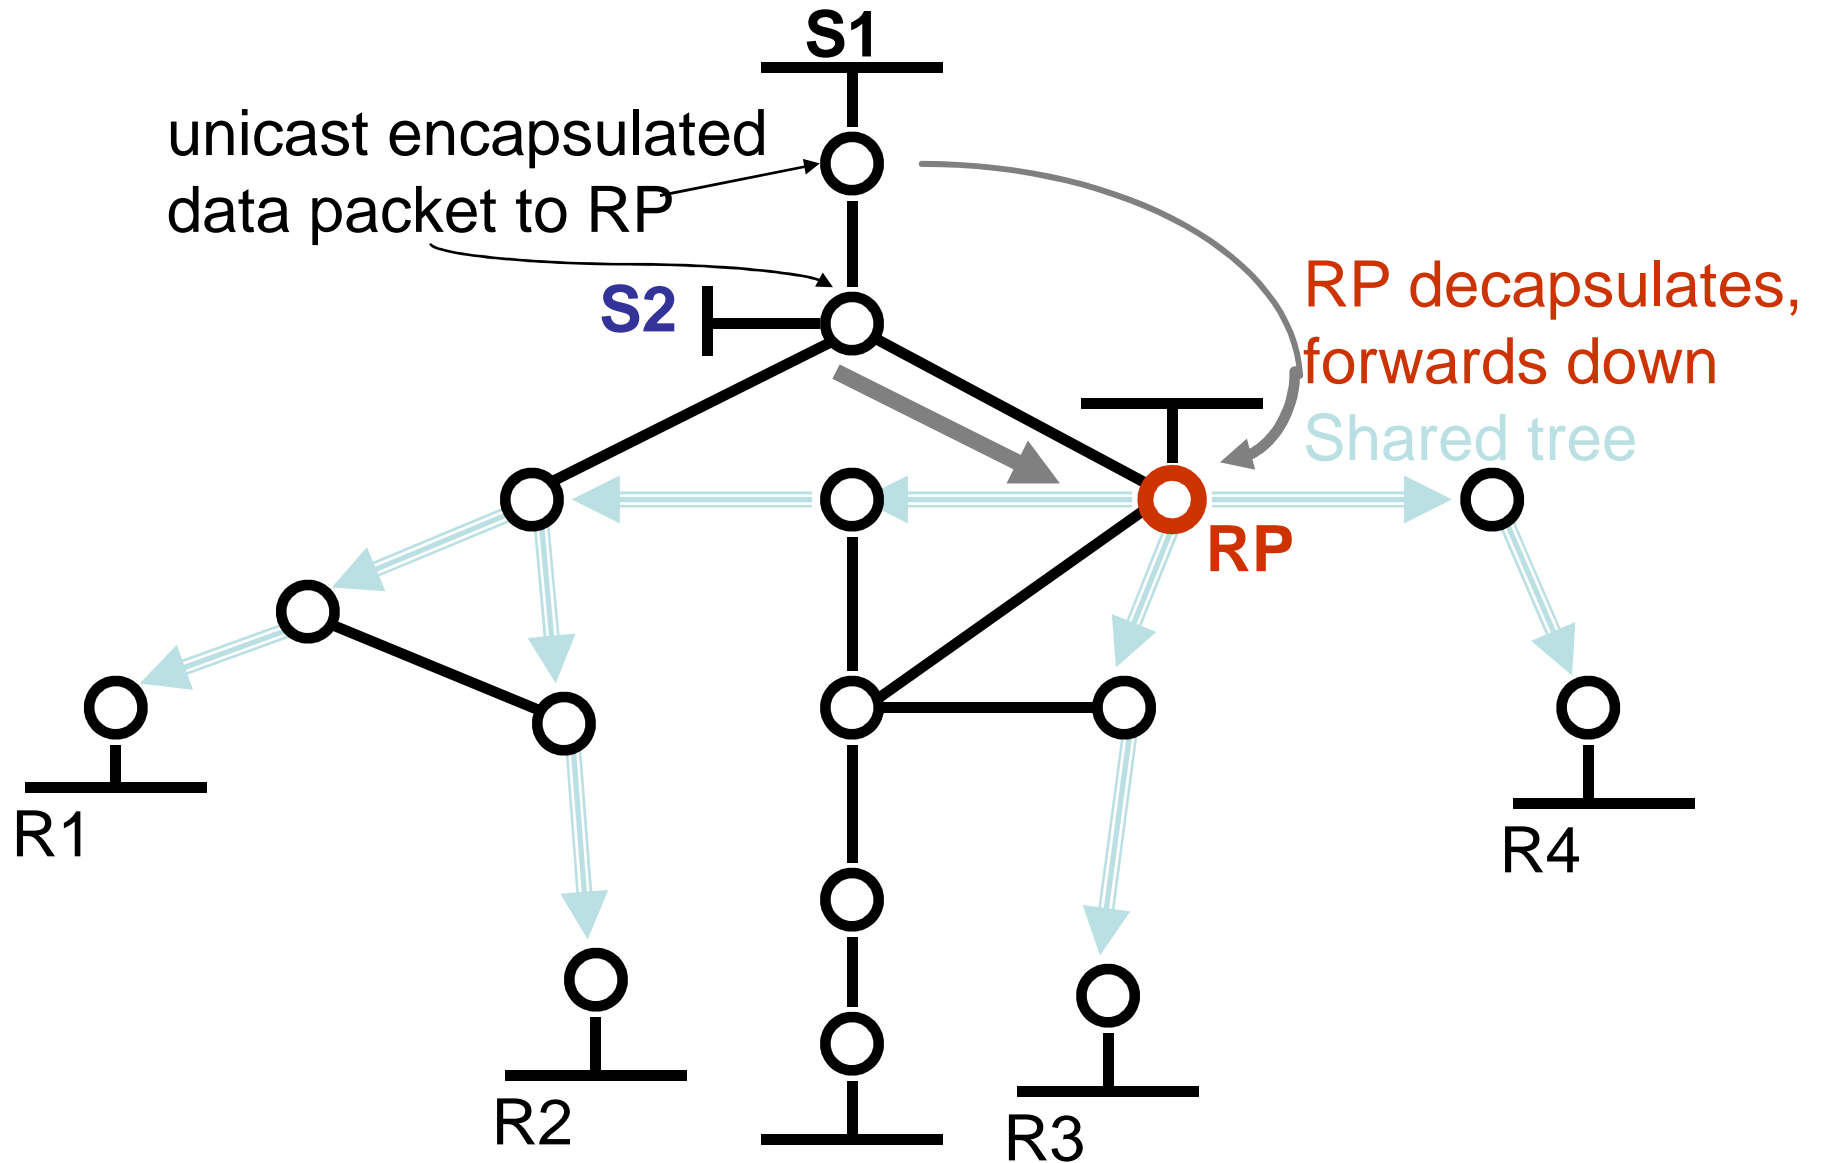 S1
unicast encapsulated
data packet to RP
S2
RP decapsulates,
forwards down
Shared tree
RP
R1
R4
R2
R3